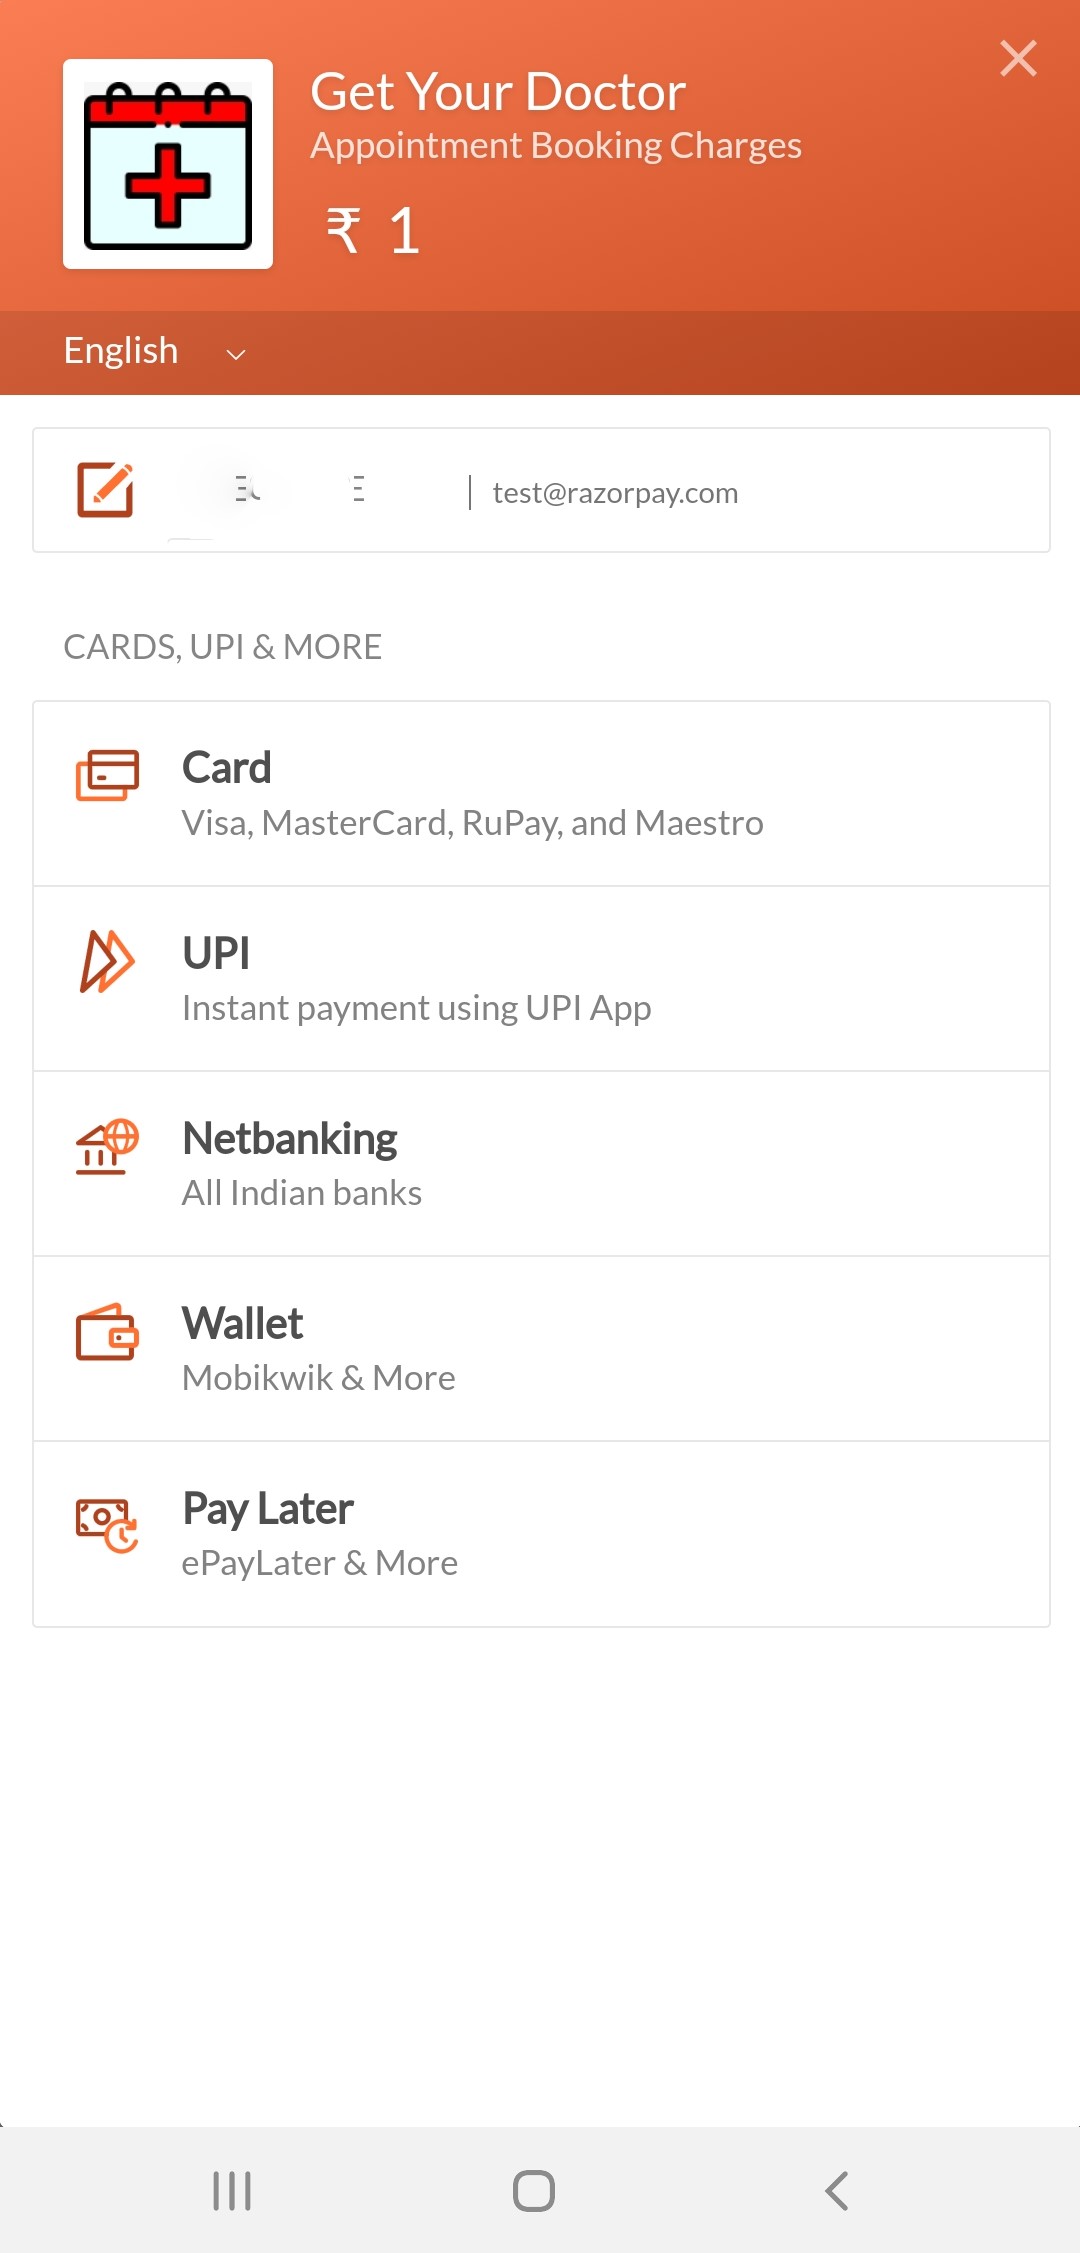 Get Your Doctor
Appointment Booking Charges
₹ 1
English
test@razorpay.com
CARDS, UPI & MORE
Card
Visa, MasterCard, RuPay, and Maestro
UPI
Instant payment using UPI App
Netbanking
All Indian banks
Wallet
Mobikwik & More
Pay Later
ePayLater & More